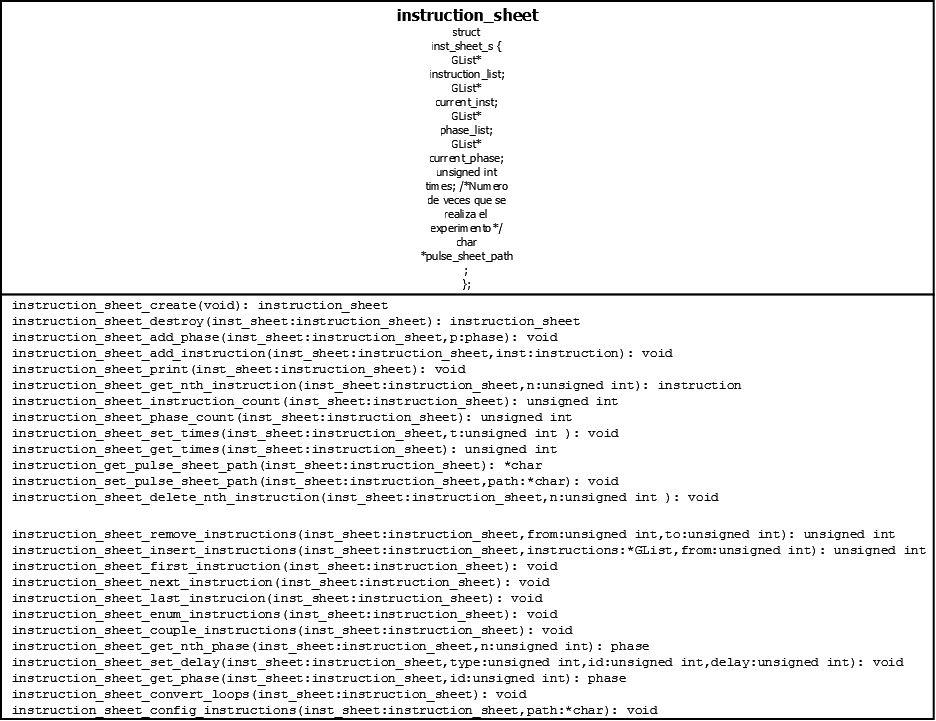 instruction_sheet
struct
inst_sheet_s {
GList*
instruction_list;
GList*
current_inst;
GList*
phase_list;
GList*
current_phase;
unsigned int
times; /*Numero
de veces que se
realiza el
experimento*/
char
*pulse_sheet_path
;
};
instruction_sheet_create(void): instruction_sheet
instruction_sheet_destroy(inst_sheet:instruction_sheet): instruction_sheet
instruction_sheet_add_phase(inst_sheet:instruction_sheet,p:phase): void
instruction_sheet_add_instruction(inst_sheet:instruction_sheet,inst:instruction): void
instruction_sheet_print(inst_sheet:instruction_sheet): void
instruction_sheet_get_nth_instruction(inst_sheet:instruction_sheet,n:unsigned int): instruction
instruction_sheet_instruction_count(inst_sheet:instruction_sheet): unsigned int
instruction_sheet_phase_count(inst_sheet:instruction_sheet): unsigned int
instruction_sheet_set_times(inst_sheet:instruction_sheet,t:unsigned int ): void
instruction_sheet_get_times(inst_sheet:instruction_sheet): unsigned int
instruction_get_pulse_sheet_path(inst_sheet:instruction_sheet): *char
instruction_set_pulse_sheet_path(inst_sheet:instruction_sheet,path:*char): void
instruction_sheet_delete_nth_instruction(inst_sheet:instruction_sheet,n:unsigned int ): void
instruction_sheet_remove_instructions(inst_sheet:instruction_sheet,from:unsigned int,to:unsigned int): unsigned int
instruction_sheet_insert_instructions(inst_sheet:instruction_sheet,instructions:*GList,from:unsigned int): unsigned int
instruction_sheet_first_instruction(inst_sheet:instruction_sheet): void
instruction_sheet_next_instruction(inst_sheet:instruction_sheet): void
instruction_sheet_last_instrucion(inst_sheet:instruction_sheet): void
instruction_sheet_enum_instructions(inst_sheet:instruction_sheet): void
instruction_sheet_couple_instructions(inst_sheet:instruction_sheet): void
instruction_sheet_get_nth_phase(inst_sheet:instruction_sheet,n:unsigned int): phase
instruction_sheet_set_delay(inst_sheet:instruction_sheet,type:unsigned int,id:unsigned int,delay:unsigned int): void
instruction_sheet_get_phase(inst_sheet:instruction_sheet,id:unsigned int): phase
instruction_sheet_convert_loops(inst_sheet:instruction_sheet): void
instruction_sheet_config_instructions(inst_sheet:instruction_sheet,path:*char): void